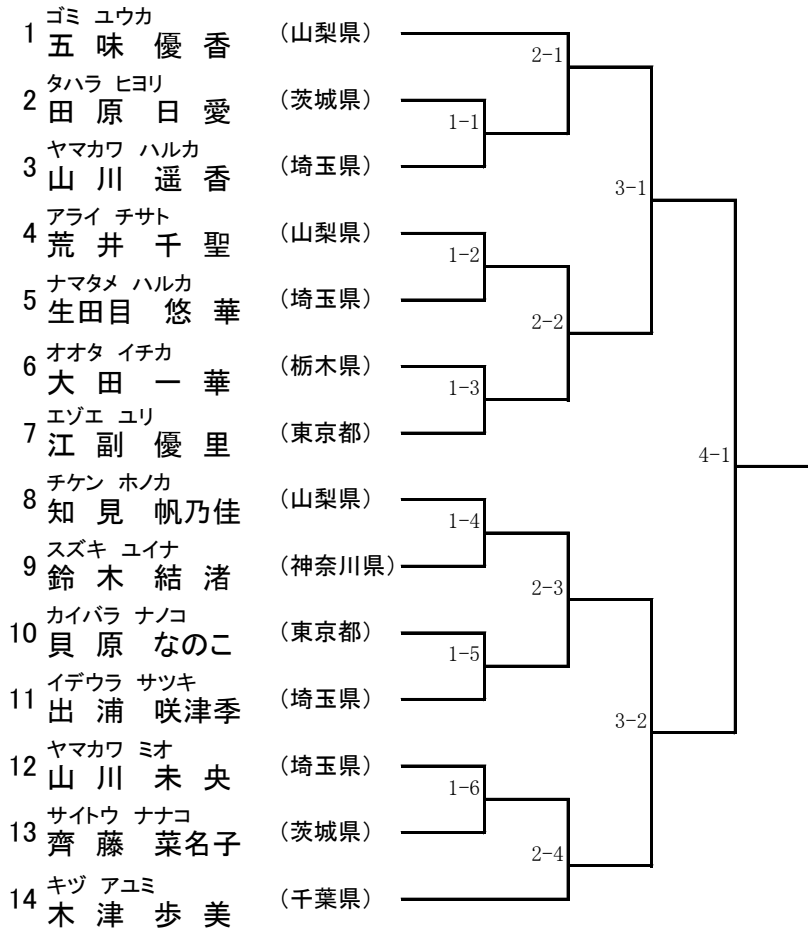 ゴミ ユウカ
1 五 味 優 香 (山梨県)
2-1
タハラ ヒヨリ
2 田 原 日 愛 (茨城県)
1-1
ヤマカワ ハルカ
3 山 川 遥 香 (埼玉県)
3-1
アライ チサト
4 荒 井 千 聖 (山梨県)
1-2
ナマタメ ハルカ
5 生田目 悠 華 (埼玉県)
2-2
オオタ イチカ
6 大 田 一 華 (栃木県)
1-3
エゾエ ユリ
7 江 副 優 里 (東京都)
4-1
チケン ホノカ
8 知 見 帆乃佳 (山梨県)
1-4
スズキ ユイナ
9 鈴 木 結 渚 (神奈川県)
2-3
カイバラ ナノコ
10 貝 原 なのこ (東京都)
1-5
イデウラ サツキ
11 出 浦 咲津季 (埼玉県)
3-2
ヤマカワ ミオ
12 山 川 未 央 (埼玉県)
1-6
サイトウ ナナコ
13 齊 藤 菜名子 (茨城県)
2-4
キヅ アユミ
14 木 津 歩 美 (千葉県)